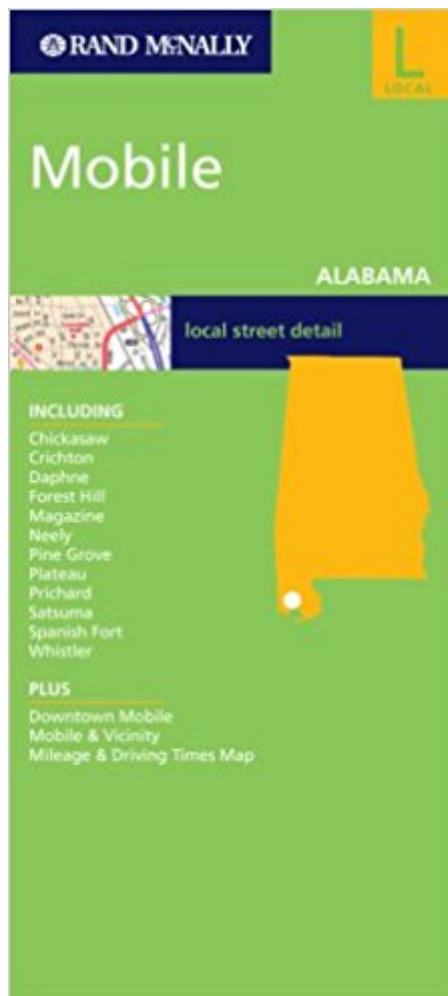 RAND McNALLY
L
LOCAL
Mobile
ALABAMA
local street detail
INCLUDING
Chickasaw
Crichton
Daphne
Forest Hill
Magazine
Neely
Pine Grove
Plateau
Prichard
Satsuma
Spanish Fort
Whistler
PLUS
Downtown Mobile
Mobile & Vicinity
Mileage & Driving Times Map